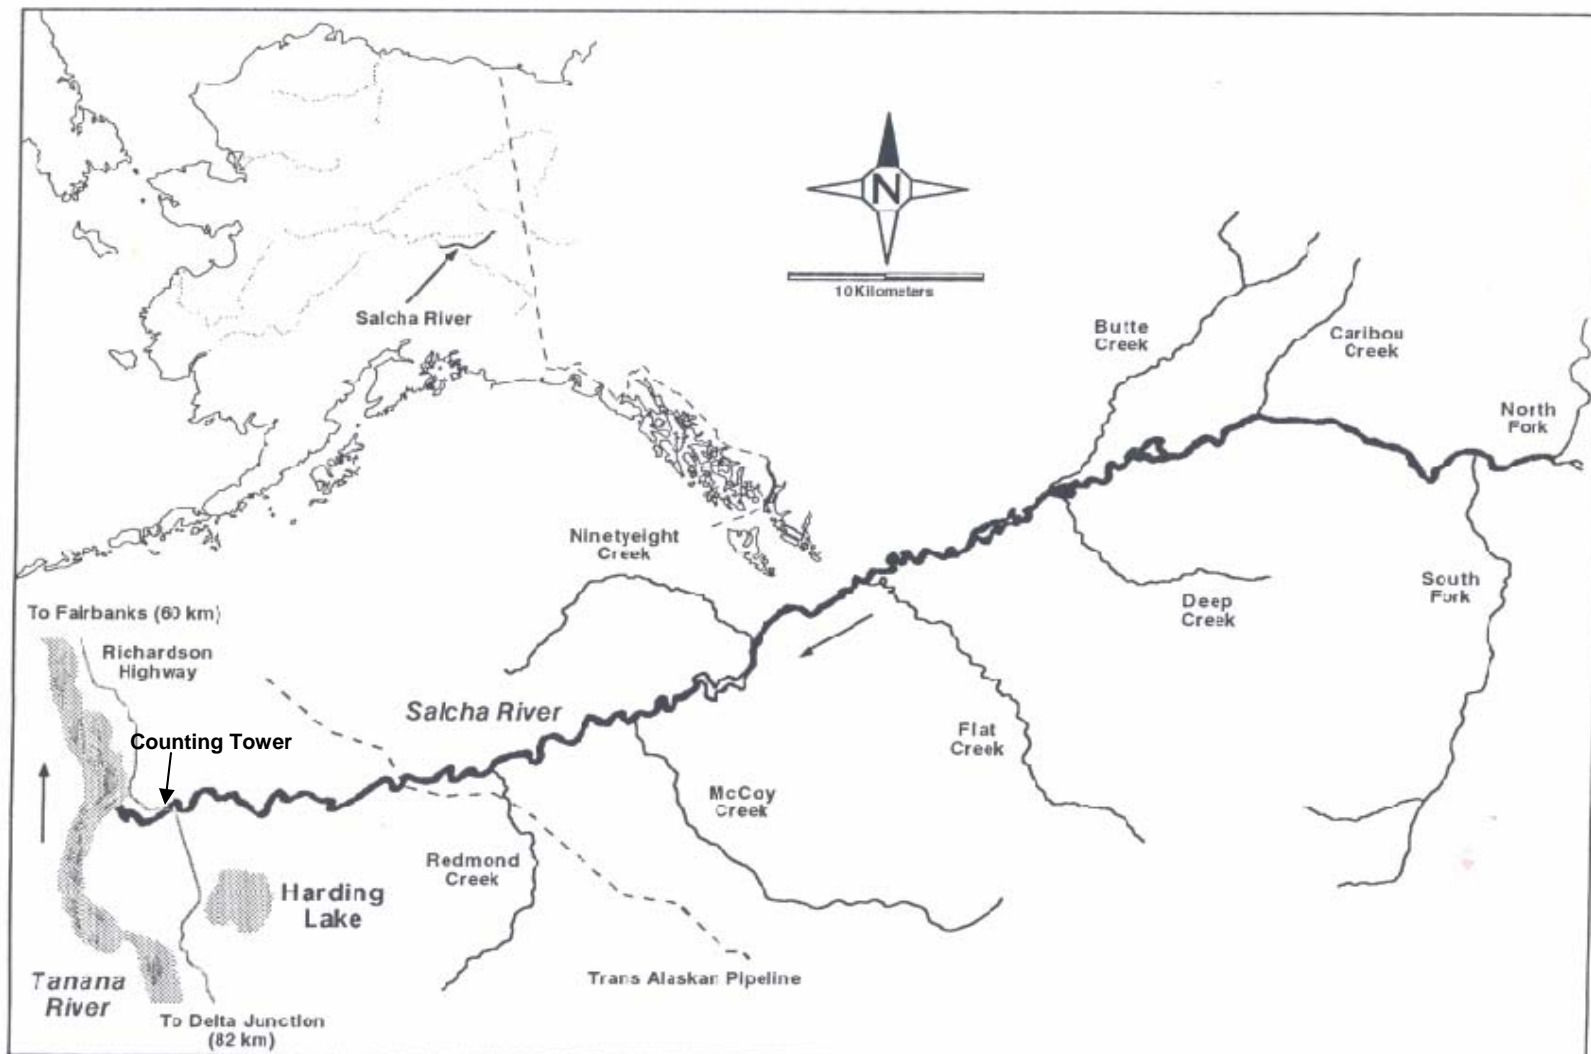 N
10 Kilometers
Salcha River
Butte
Creek
Caribou
Creek
North
Fork
Ninetyeight
Creek
Deep
Creek
South
Fork
To Fairbanks (60 km)
Richardson
Highway
Salcha River
Flat
Creek
Counting Tower
McCoy
Creek
Redmond
Creek
Harding
Lake
Tanana
River
Trans Alaskan Pipeline
To Delta Junction
(82 km)